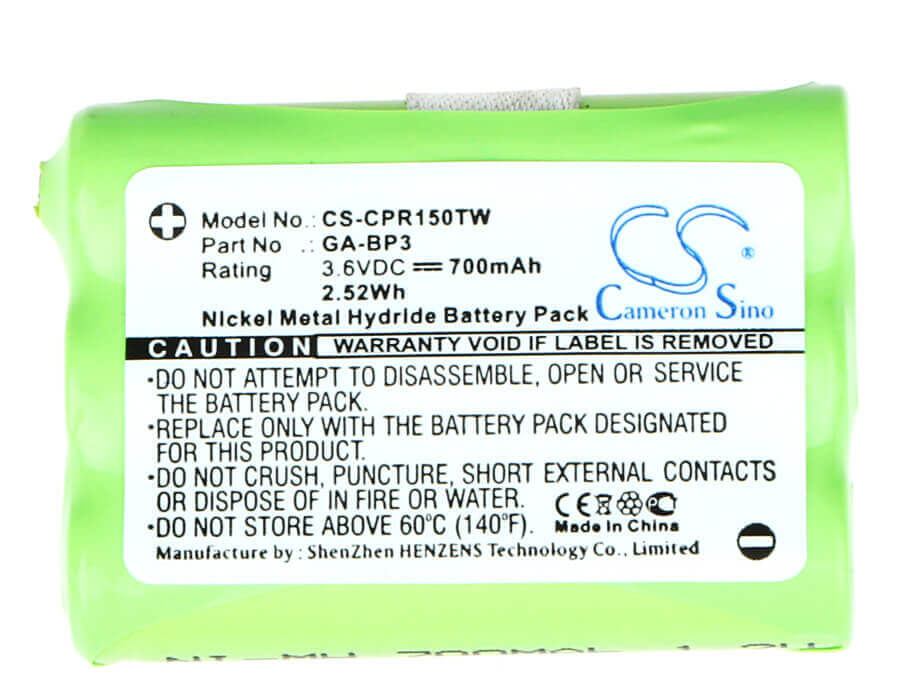 Model No.: CS-CPR150TW
Part No .: GA-BP3
Rating 3.6VDC ⎓ 700mAh
2.52Wh
Nickel Metal Hydride Battery Pack
CS®
Cameron Sino
CAUTION WARRANTY VOID IF LABEL IS REMOVED
•DO NOT ATTEMPT TO DISASSEMBLE, OPEN OR SERVICE
THE BATTERY PACK.
•REPLACE ONLY WITH THE BATTERY PACK DESIGNATED
FOR THIS PRODUCT.
•DO NOT CRUSH, PUCTURE, SHORT EXTERNAL CONTACTS
OR DISPOSE OF IN FIRE OR WATER.
•DO NOT STORE ABOVE 60°C (140°F).
CE
Made In China
Manufacture by : ShenZhen HENZENS Technology Co., Limited